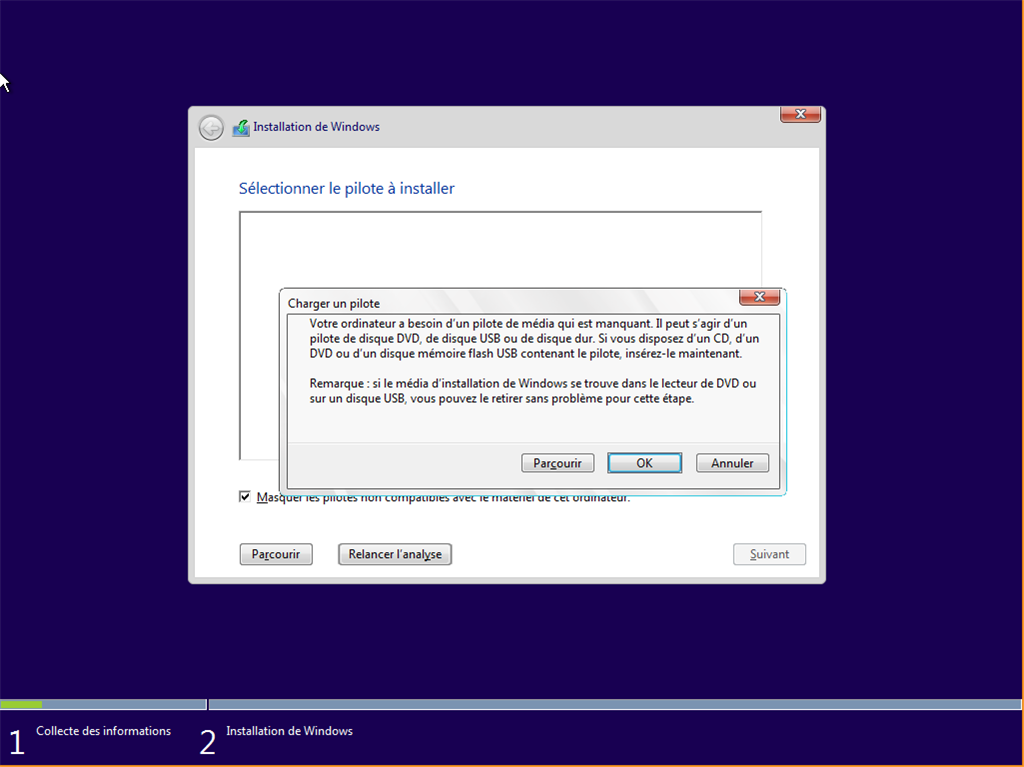 Installation de Windows
Sélectionner le pilote à installer
Charger un pilote
Votre ordinateur a besoin d'un pilote de média qui est manquant. Il peut s'agir d'un
pilote de disque DVD, de disque USB ou de disque dur. Si vous disposez d'un CD, d'un
DVD ou d'un disque mémoire flash USB contenant le pilote, insérez-le maintenant.
Remarque : si le média d'installation de Windows se trouve dans le lecteur de DVD ou
sur un disque USB, vous pouvez le retirer sans problème pour cette étape.
Parcourir OK Annuler
Masquer les pilotes non compatibles avec le matériel de cet ordinateur.
Parcourir Relancer l'analyse Suivant
1 Collecte des informations 2 Installation de Windows